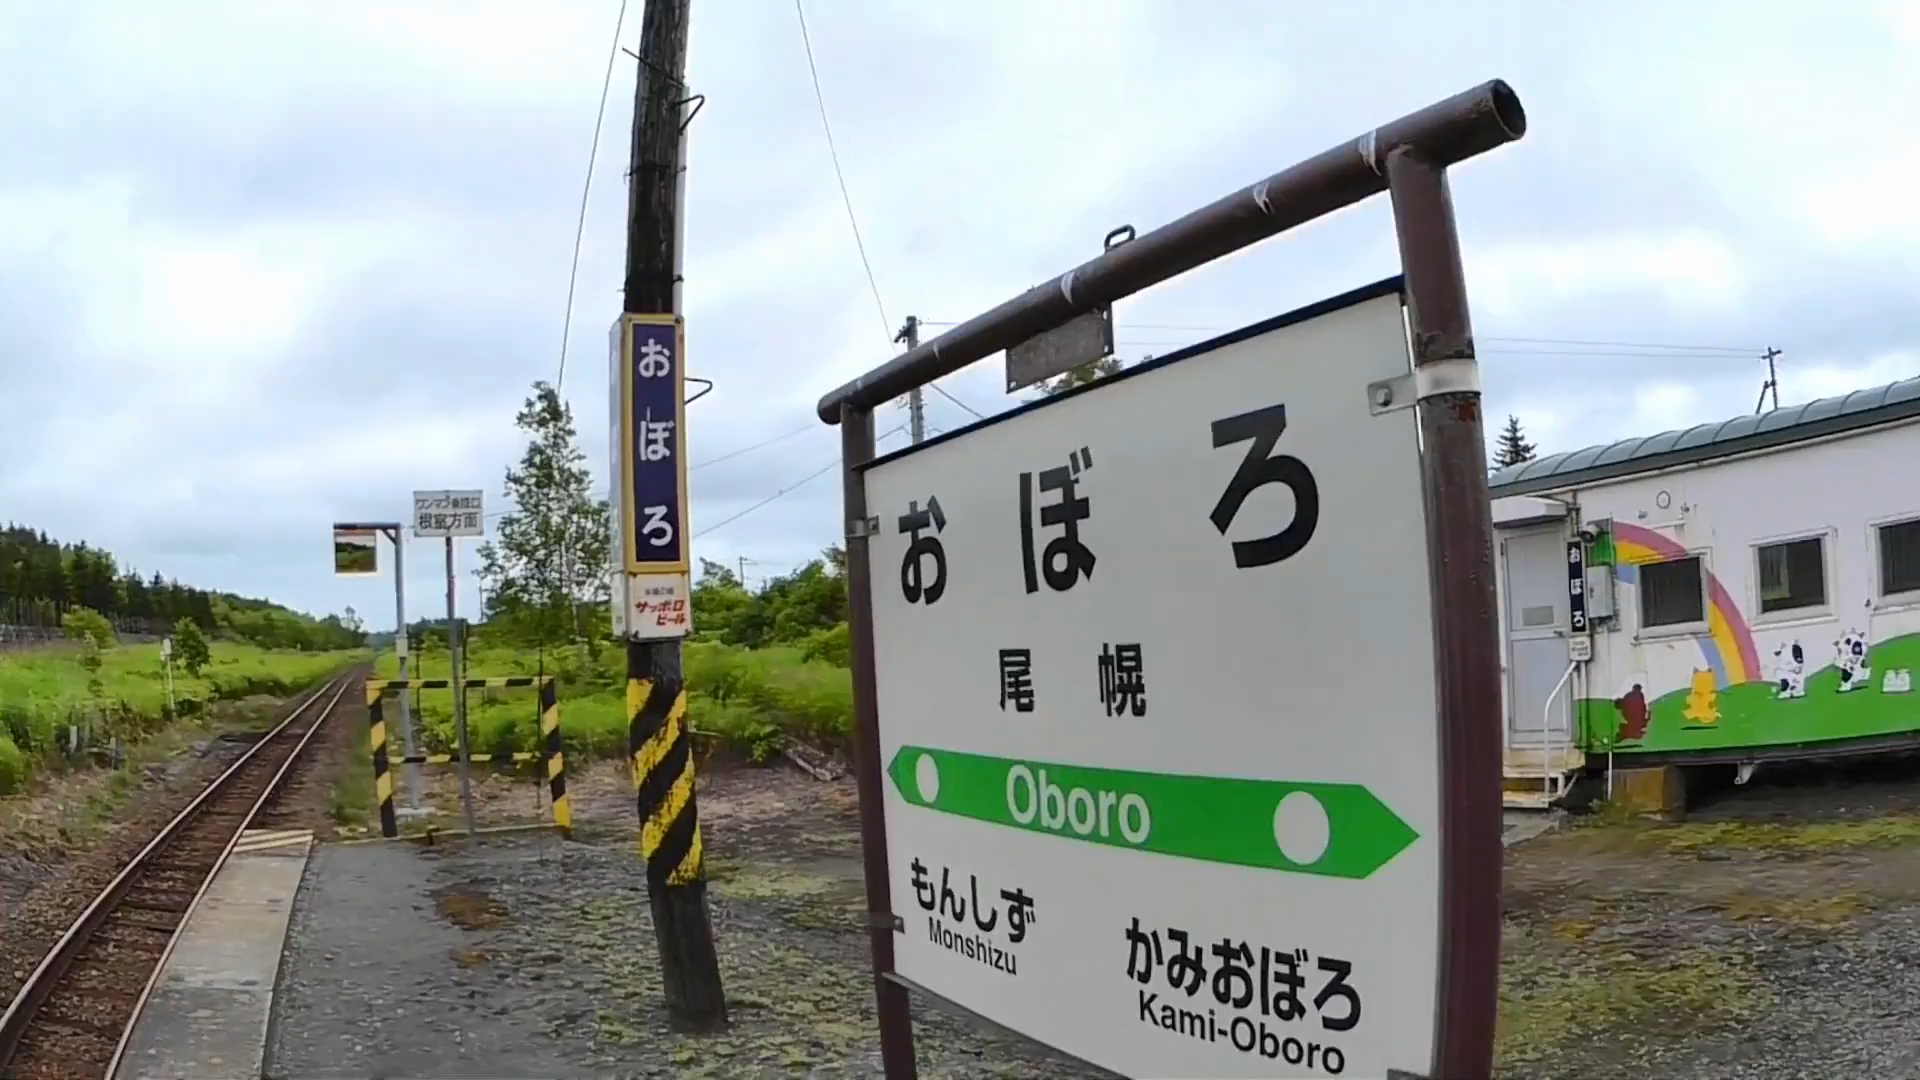 ワンマン乗降口
根室方面
おぼろ
サッポロ
ビール
おぼろ
尾幌
Oboro
もんしず
Monshizu
かみおぼろ
Kami-Oboro
おぼろ